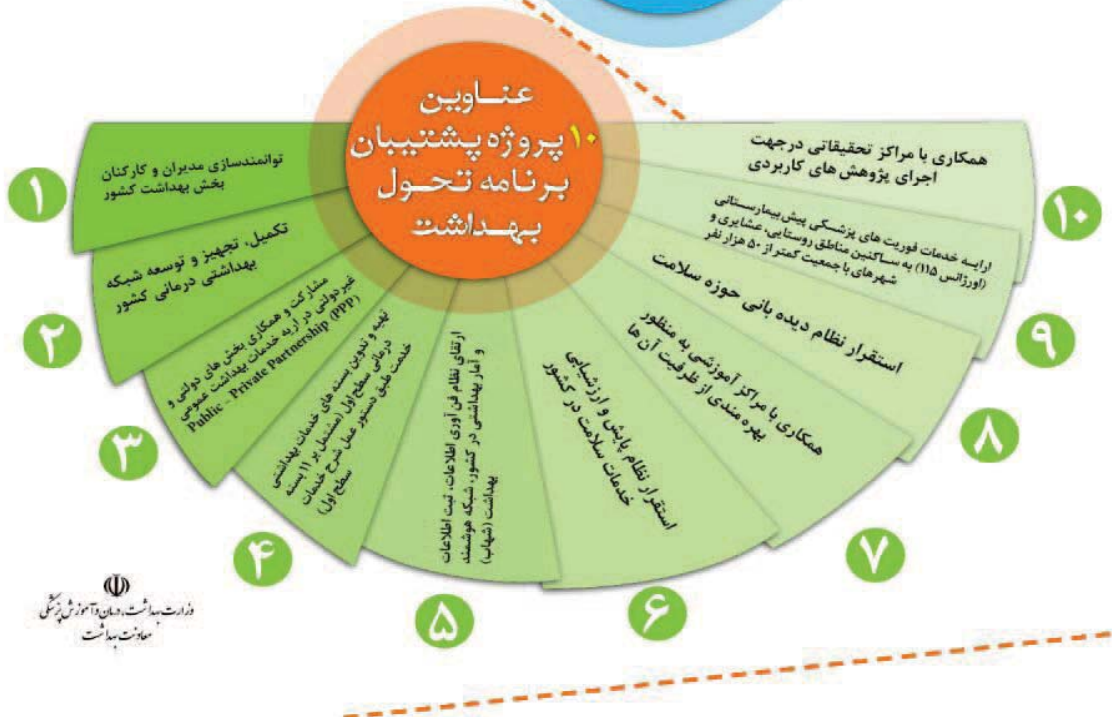 عناوین
۱۰ پروژه پشتیبان
برنامه تحول
بهداشت
۱
توانمندسازی مدیران و کارکنان
بخش بهداشت کشور
۲
تکمیل، تجهیز و توسعه شبکه
بهداشتی درمانی کشور
۳
مشارکت و همکاری بخش های دولتی و
غیردولتی در اریه خدمات بهداشت عمومی
Public - Private Partnership (PPP)
۴
تهیه و تدوین بسته های خدمات بهداشتی
درمانی سطح اول (مشتمل بر ۱۱ بسته
خدمت طبق دستور عمل شرح خدمات
سطح اول)
۵
ارتقای نظام فن آوری اطلاعات، ثبت اطلاعات
و آمار بهداشتی در کشور، شبکه هوشمند
بهداشت (شهاب)
۶
استقرار نظام پایش و ارزشیابی
خدمات سلامت در کشور
۷
همکاری با مراکز آموزشی به منظور
بهره مندی از ظرفیت آن ها
۸
استقرار نظام دیده بانی حوزه سلامت
۹
ارایه خدمات فوریت های پزشکی پیش بیمارستانی
(اورژانس ۱۱۵) به ساکنین مناطق روستایی، عشایری و
شهرهای با جمعیت کمتر از ۵۰ هزار نفر
۱۰
همکاری با مراکز تحقیقاتی درجهت
اجرای پژوهش های کاربردی
وزارت بهداشت، درمان و آموزش پزشکی
معاونت بهداشت